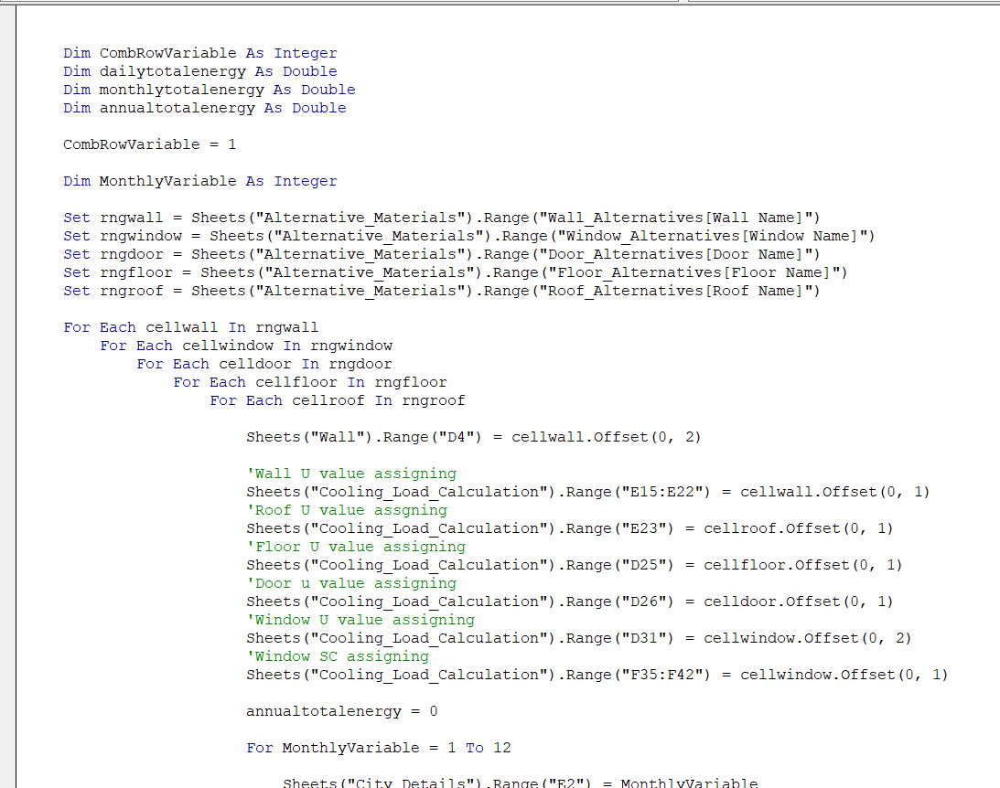 Dim CombRowVariable As Integer
Dim dailytotalenergy As Double
Dim monthlytotalenergy As Double
Dim annualtotalenergy As Double
CombRowVariable = 1
Dim MonthlyVariable As Integer
Set rngwall = Sheets("Alternative_Materials").Range("Wall_Alternatives[Wall Name]")
Set rngwindow = Sheets("Alternative_Materials").Range("Window_Alternatives[Window Name]")
Set rngdoor = Sheets("Alternative_Materials").Range("Door_Alternatives[Door Name]")
Set rngfloor = Sheets("Alternative_Materials").Range("Floor_Alternatives[Floor Name]")
Set rngroof = Sheets("Alternative_Materials").Range("Roof_Alternatives[Roof Name]")
For Each cellwall In rngwall
For Each cellwindow In rngwindow
For Each celldoor In rngdoor
For Each cellfloor In rngfloor
For Each cellroof In rngroof
Sheets("Wall").Range("D4") = cellwall.Offset(0, 2)
'Wall U value assigning
Sheets("Cooling_Load_Calculation").Range("E15:E22") = cellwall.Offset(0, 1)
'Roof U value assgning
Sheets("Cooling_Load_Calculation").Range("E23") = cellroof.Offset(0, 1)
'Floor U value assigning
Sheets("Cooling_Load_Calculation").Range("D25") = cellfloor.Offset(0, 1)
'Door u value assigning
Sheets("Cooling_Load_Calculation").Range("D26") = celldoor.Offset(0, 1)
'Window U value assigning
Sheets("Cooling_Load_Calculation").Range("D31") = cellwindow.Offset(0, 2)
'Window SC assigning
Sheets("Cooling_Load_Calculation").Range("F35:F42") = cellwindow.Offset(0, 1)
annualtotalenergy = 0
For MonthlyVariable = 1 To 12
Sheets("City_Details").Range("E2") = MonthlyVariable